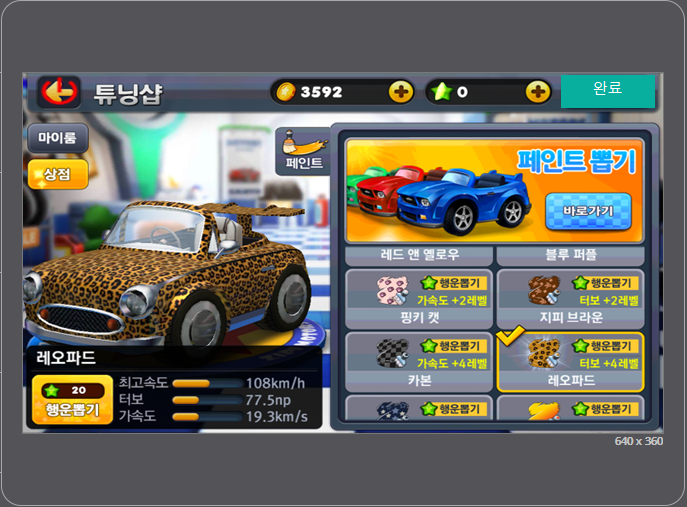 튜닝샵
3592
0
완료
마이룸
상점
페인트
페인트 뽑기
바로가기
레드 앤 옐로우
블루 퍼플
행운뽑기
가속도 +2레벨
핑키 캣
행운뽑기
터보 +2레벨
지피 브라운
행운뽑기
가속도 +4레벨
카본
행운뽑기
터보 +4레벨
레오파드
행운뽑기
행운뽑기
레오파드
20
행운뽑기
최고속도 108km/h
터보 77.5np
가속도 19.3km/s
640 x 360